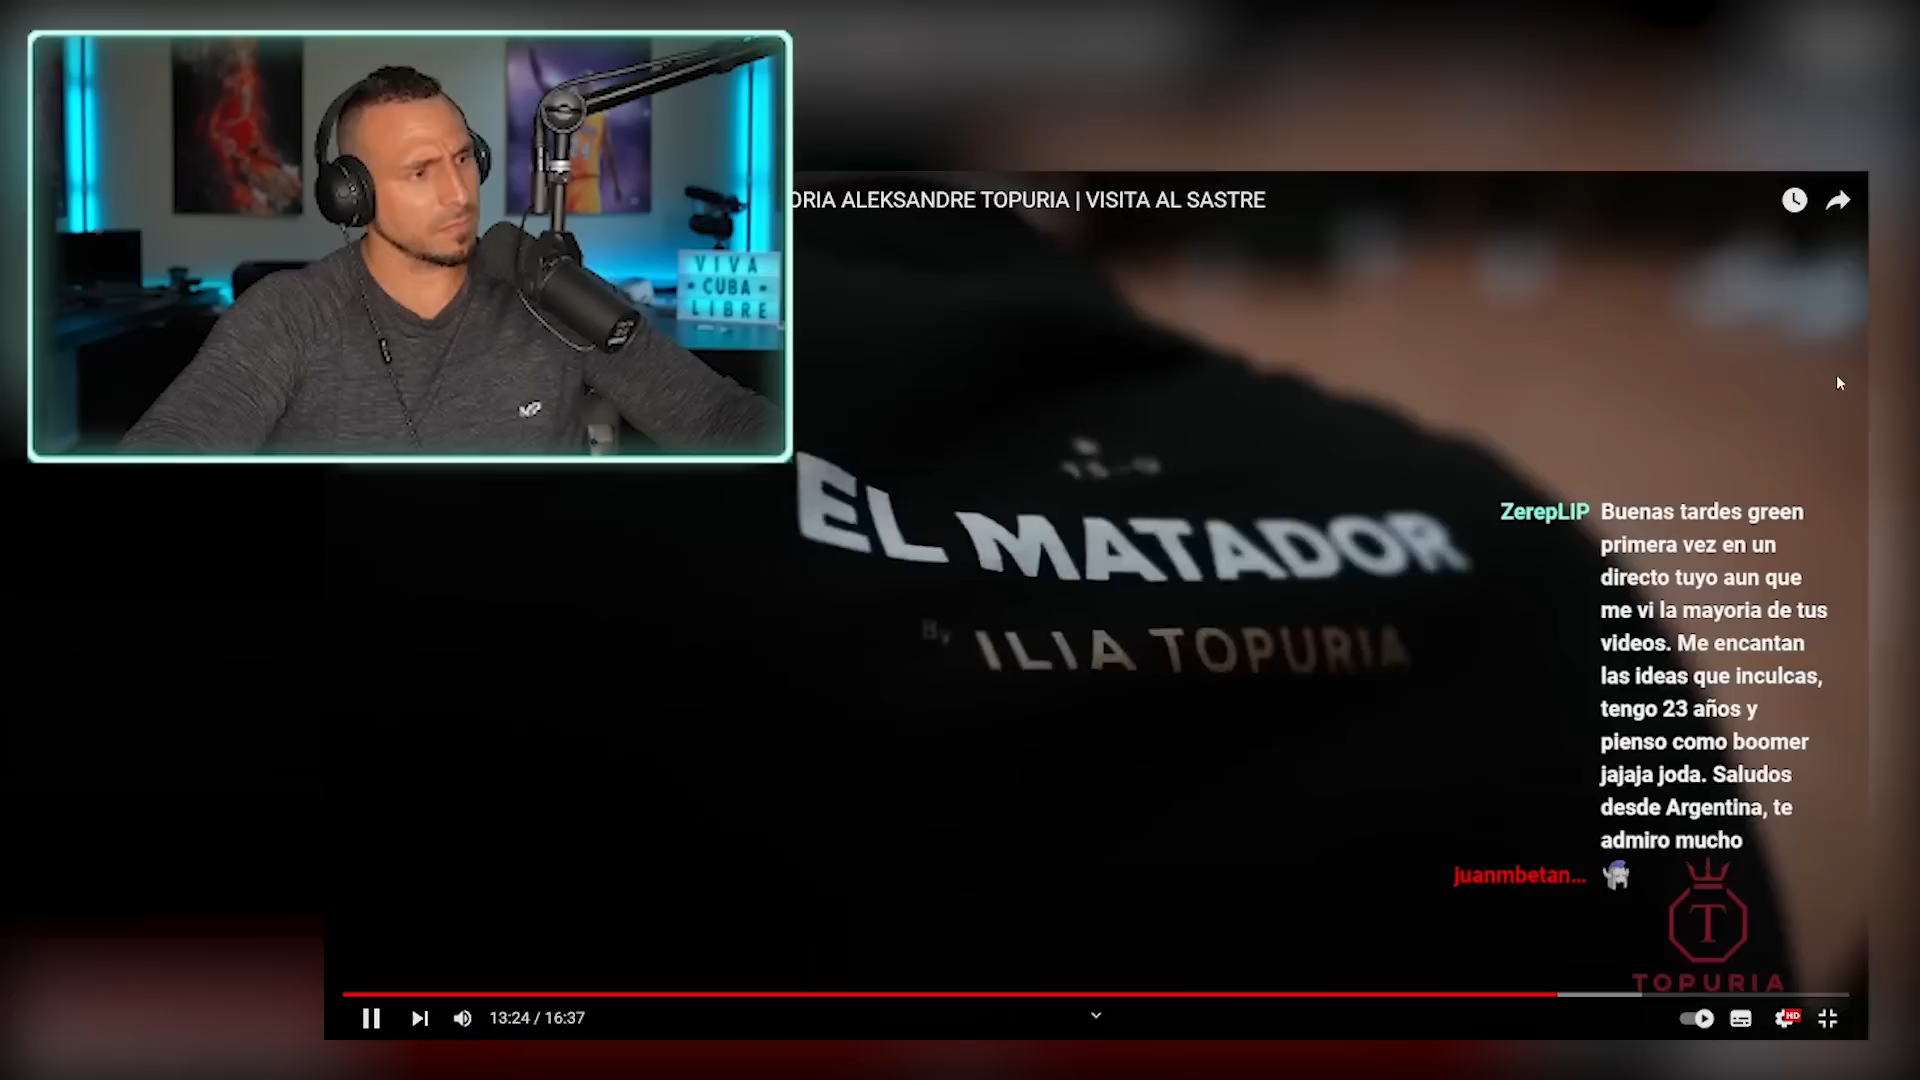 VIVA
• CUBA •
LIBRE
MP
ORIA ALEKSANDRE TOPURIA | VISITA AL SASTRE
EL MATADOR
By ILIA TOPURIA
ZerepLIP Buenas tardes green
primera vez en un
directo tuyo aun que
me vi la mayoria de tus
videos. Me encantan
las ideas que inculcas,
tengo 23 años y
pienso como boomer
jajaja joda. Saludos
desde Argentina, te
admiro mucho
juanmbetan...
T
TOPURIA
13:24 / 16:37
HD